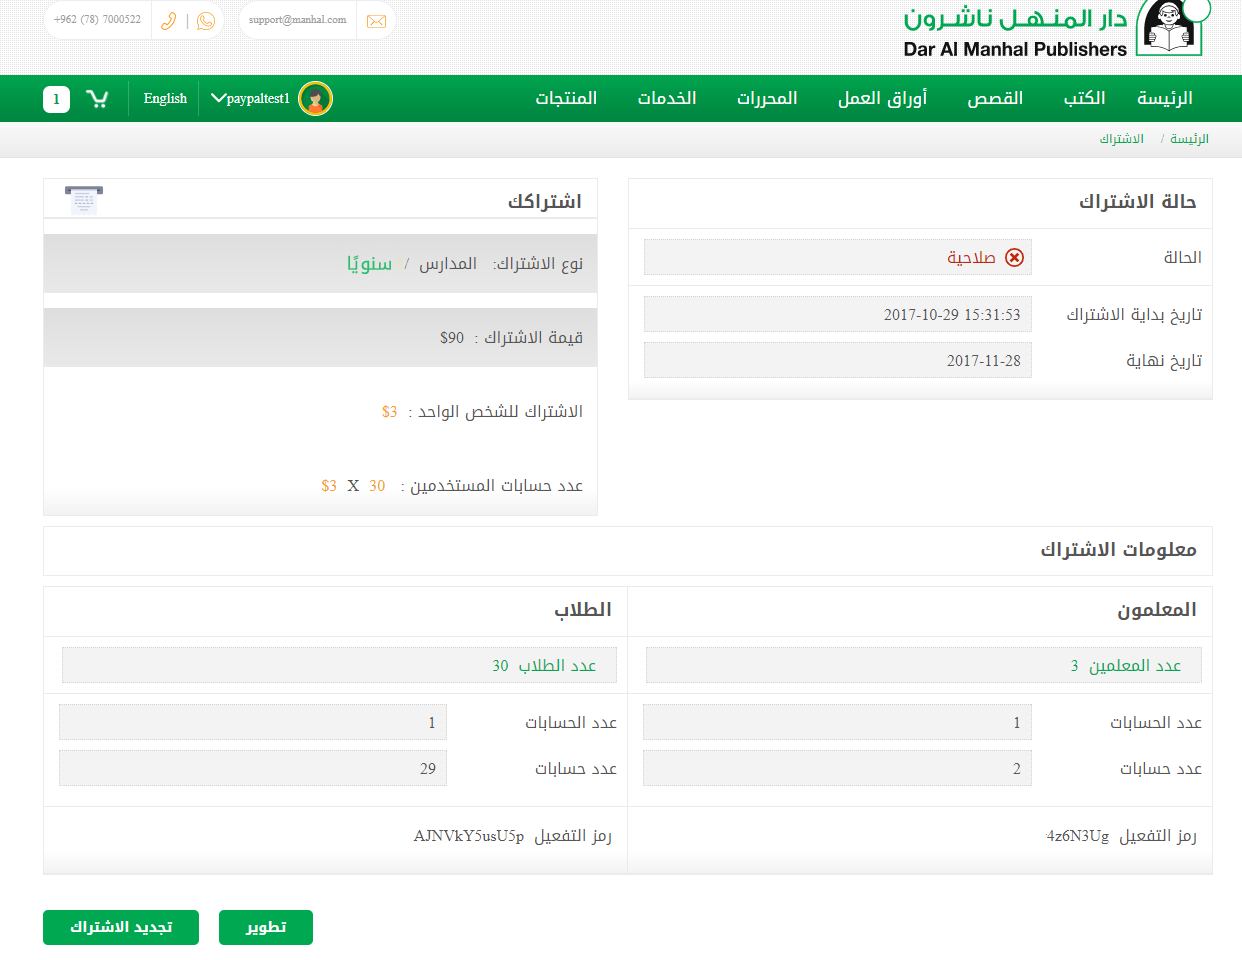 +962 (78) 7000522 | support@manhal.com
دار المنهل ناشرون
Dar Al Manhal Publishers
الرئيسة الكتب القصص أوراق العمل المحررات الخدمات المنتجات paypaltest1 English 1
الرئيسة / الاشتراك
حالة الاشتراك
الحالة صلاحية
تاريخ بداية الاشتراك 2017-10-29 15:31:53
تاريخ نهاية 2017-11-28
اشتراكك
نوع الاشتراك: المدارس / سنويًا
قيمة الاشتراك : 90$
الاشتراك للشخص الواحد : 3$
عدد حسابات المستخدمين : 30 X 3$
معلومات الاشتراك
المعلمون
عدد المعلمين 3
عدد الحسابات 1
عدد حسابات 2
رمز التفعيل 4z6N3Ug
الطلاب
عدد الطلاب 30
عدد الحسابات 1
عدد حسابات 29
رمز التفعيل AJNVkY5usU5p
تطوير
تجديد الاشتراك